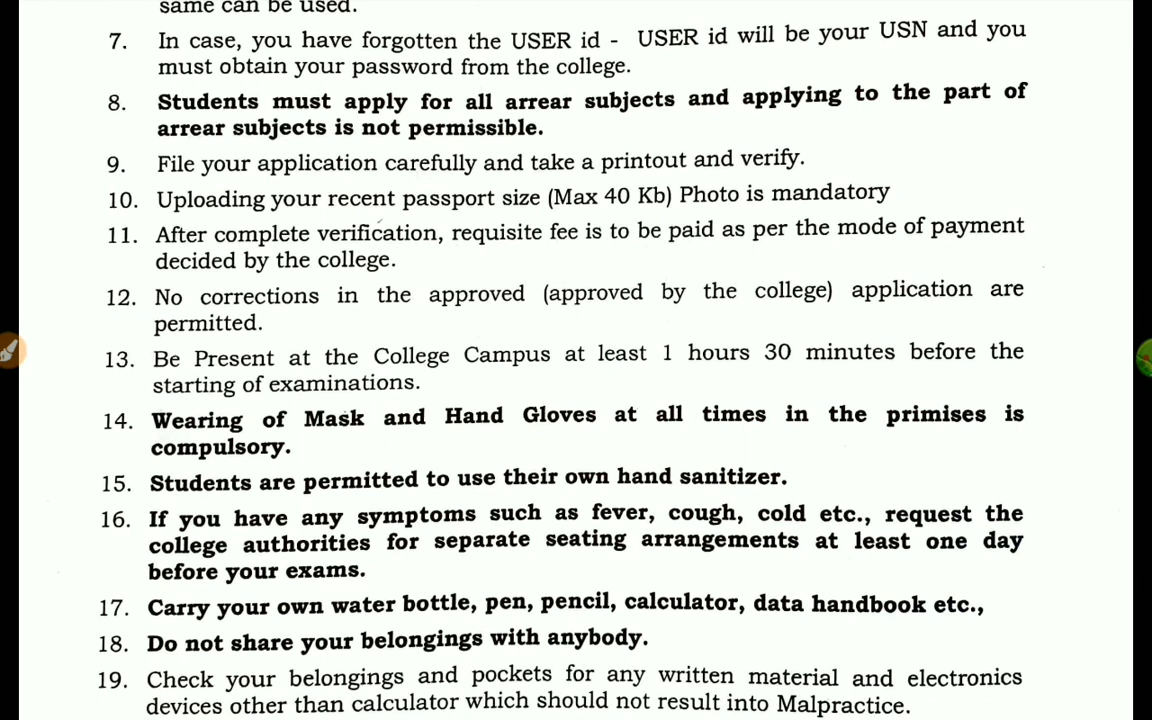 same can be used.
7. In case, you have forgotten the USER id - USER id will be your USN and you
must obtain your password from the college.
8. Students must apply for all arrear subjects and applying to the part of
arrear subjects is not permissible.
9. File your application carefully and take a printout and verify.
10. Uploading your recent passport size (Max 40 Kb) Photo is mandatory
11. After complete verification, requisite fee is to be paid as per the mode of payment
decided by the college.
12. No corrections in the approved (approved by the college) application are
permitted.
13. Be Present at the College Campus at least 1 hours 30 minutes before the
starting of examinations.
14. Wearing of Mask and Hand Gloves at all times in the primises is
compulsory.
15. Students are permitted to use their own hand sanitizer.
16. If you have any symptoms such as fever, cough, cold etc., request the
college authorities for separate seating arrangements at least one day
before your exams.
17. Carry your own water bottle, pen, pencil, calculator, data handbook etc.,
18. Do not share your belongings with anybody.
19. Check your belongings and pockets for any written material and electronics
devices other than calculator which should not result into Malpractice.